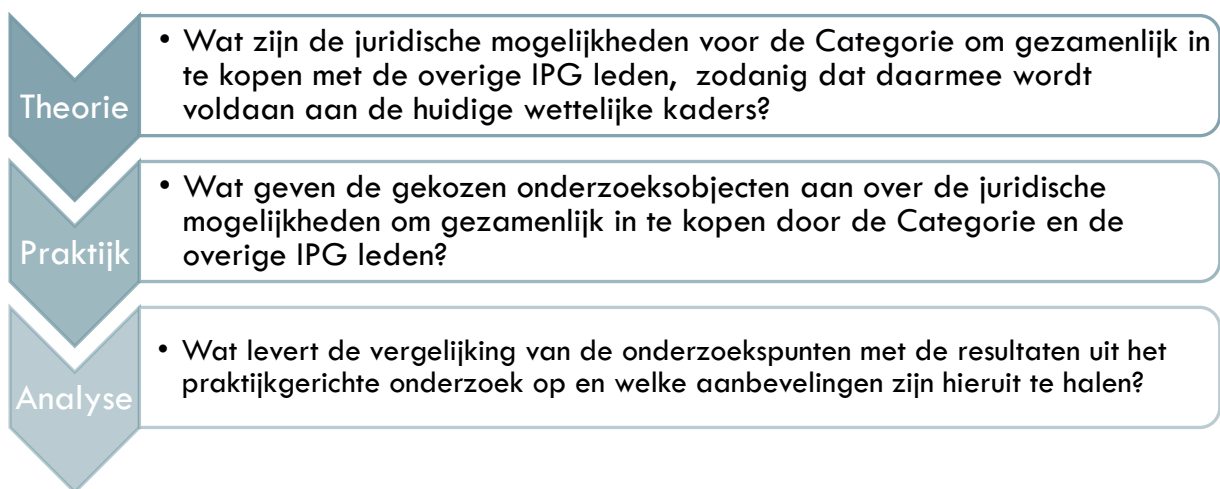 Theorie
• Wat zijn de juridische mogelijkheden voor de Categorie om gezamenlijk in
te kopen met de overige IPG leden, zodanig dat daarmee wordt
voldaan aan de huidige wettelijke kaders?
Praktijk
• Wat geven de gekozen onderzoeksobjecten aan over de juridische
mogelijkheden om gezamenlijk in te kopen door de Categorie en de
overige IPG leden?
Analyse
• Wat levert de vergelijking van de onderzoekspunten met de resultaten uit het
praktijkgerichte onderzoek op en welke aanbevelingen zijn hieruit te halen?